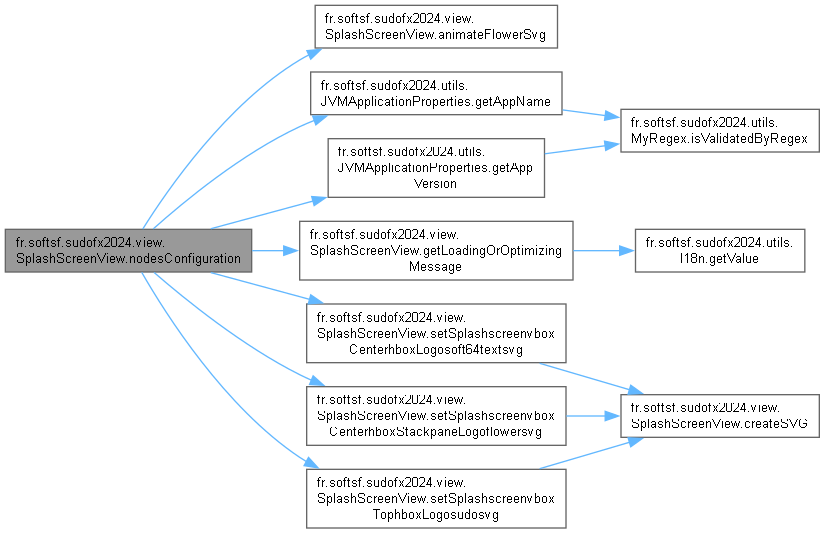 fr.softsf.sudofx2024.view.
SplashScreenView.animateFlowerSvg
fr.softsf.sudofx2024.utils.
JVMApplicationProperties.getAppName
fr.softsf.sudofx2024.utils.
MyRegex.isValidatedByRegex
fr.softsf.sudofx2024.utils.
JVMApplicationProperties.getApp
Version
fr.softsf.sudofx2024.view.
SplashScreenView.nodesConfiguration
fr.softsf.sudofx2024.view.
SplashScreenView.getLoadingOrOptimizing
Message
fr.softsf.sudofx2024.utils.
I18n.getValue
fr.softsf.sudofx2024.view.
SplashScreenView.setSplashscreenvbox
CenterhboxLogosoft64textsvg
fr.softsf.sudofx2024.view.
SplashScreenView.setSplashscreenvbox
CenterhboxStackpaneLogoflowersvg
fr.softsf.sudofx2024.view.
SplashScreenView.createSVG
fr.softsf.sudofx2024.view.
SplashScreenView.setSplashscreenvbox
TophboxLogosudosvg